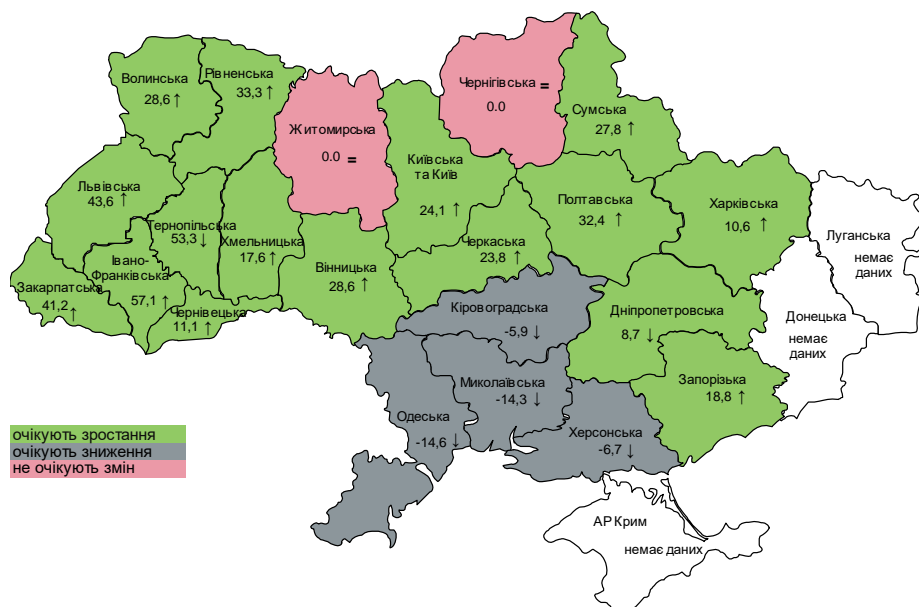 Волинська
28,6 ↑
Рівненська
33,3 ↑
Житомирська
0.0 =
Чернігівська =
0.0
Сумська
27,8 ↑
Київська
та Київ
24,1 ↑
Львівська
43,6 ↑
Тернопільська
53,3 ↓
Хмельницька
17,6 ↑
Полтавська
32,4 ↑
Харківська
10,6 ↑
Луганська
немає
даних
Івано-
Франківська
57,1 ↑
Закарпатська
41,2 ↑
Чернівецька
11,1 ↑
Вінницька
28,6 ↑
Черкаська
23,8 ↑
Кіровоградська
-5,9 ↓
Дніпропетровська
8,7 ↓
Донецька
немає
даних
Запорізька
18,8 ↑
Миколаївська
-14,3 ↓
Одеська
-14,6 ↓
Херсонська
-6,7 ↓
очікують зростання
очікують зниження
не очікують змін
АР Крим
немає даних